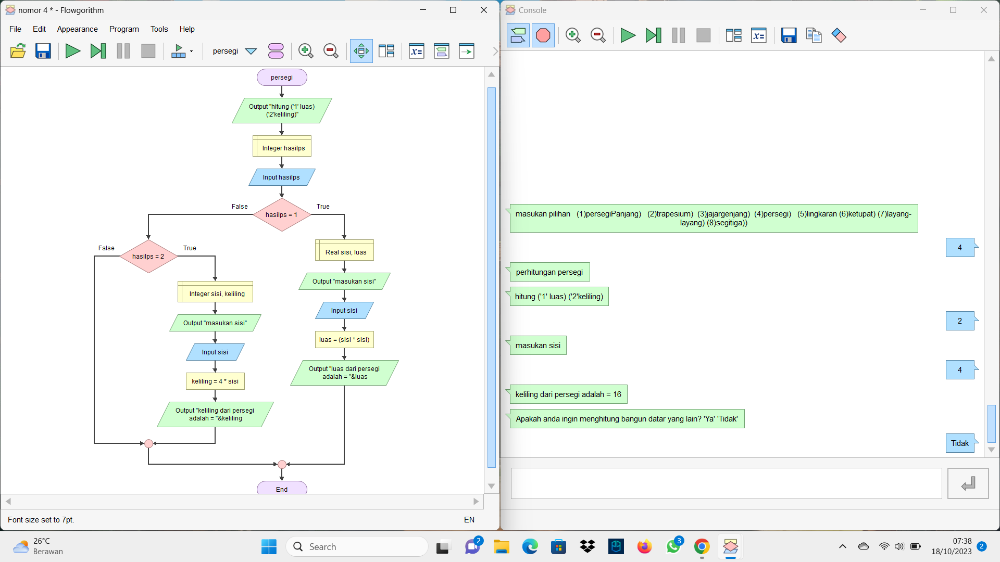 nomor 4 * - Flowgorithm
File Edit Appearance Program Tools Help
persegi
x=
persegi
Output "hitung ('1' luas)
('2'keliling)"
Integer hasilps
Input hasilps
False
True
hasilps = 1
False
True
hasilps = 2
Integer sisi, keliling
Output "masukan sisi"
Input sisi
keliling = 4 * sisi
Output "keliling dari persegi
adalah = "&keliling
Real sisi, luas
Output "masukan sisi"
Input sisi
luas = (sisi * sisi)
Output "luas dari persegi
adalah = "&luas
End
Font size set to 7pt.
EN
Console
x=
masukan pilihan (1)persegiPanjang) (2)trapesium) (3)jajargenjang) (4)persegi) (5)lingkaran (6)ketupat) (7)layang-
layang) (8)segitiga))
4
perhitungan persegi
hitung ('1' luas) ('2'keliling)
2
masukan sisi
4
keliling dari persegi adalah = 16
Apakah anda ingin menghitung bangun datar yang lain? 'Ya' 'Tidak'
Tidak
26°C
Berawan
Search
2
3
07:38
18/10/2023
2